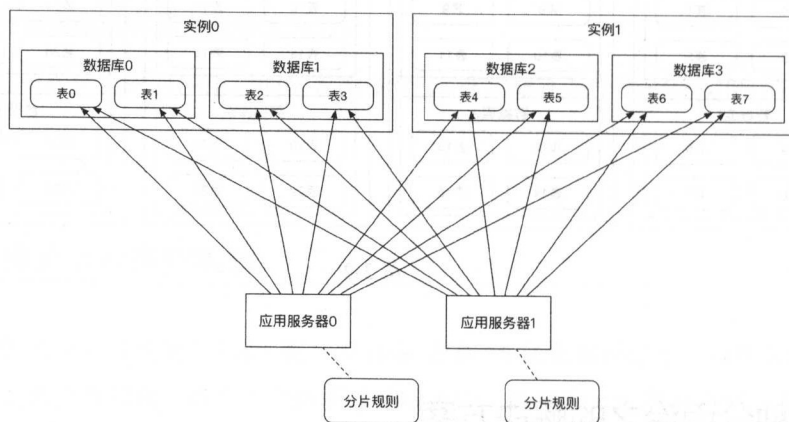 实例0
实例1
数据库0
数据库1
数据库2
数据库3
表0
表1
表2
表3
表4
表5
表6
表7
应用服务器0
应用服务器1
分片规则
分片规则